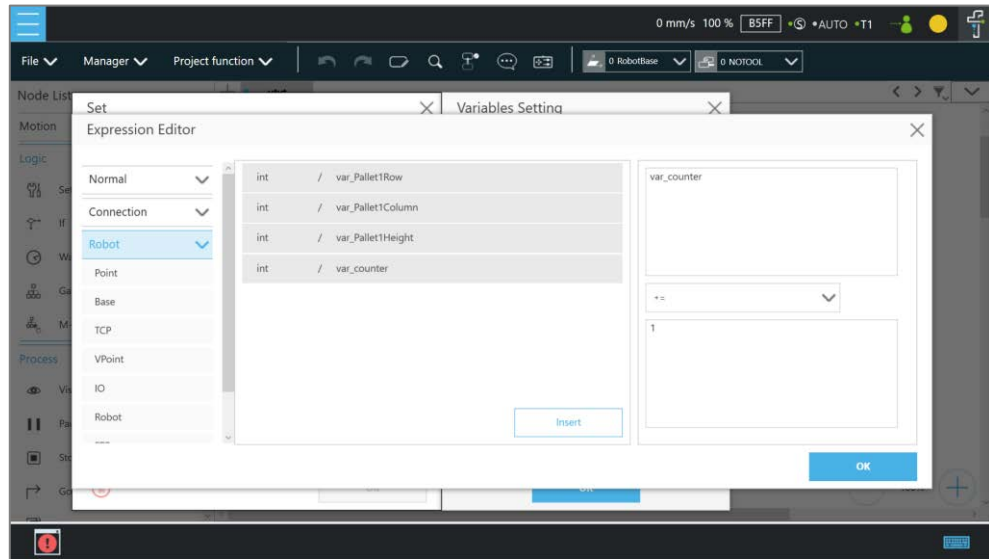 0 mm/s 100 % B5FF •Ⓢ •AUTO •T1
File Manager Project function 0 RobotBase 0 NOTOOL
Node List
Set Variables Setting
Motion
Expression Editor
Logic
Normal
Connection
Robot
Point
Base
TCP
VPoint
IO
Robot
int / var_Pallet1Row
int / var_Pallet1Column
int / var_Pallet1Height
int / var_counter
Insert
var_counter
+=
1
OK
If
Process